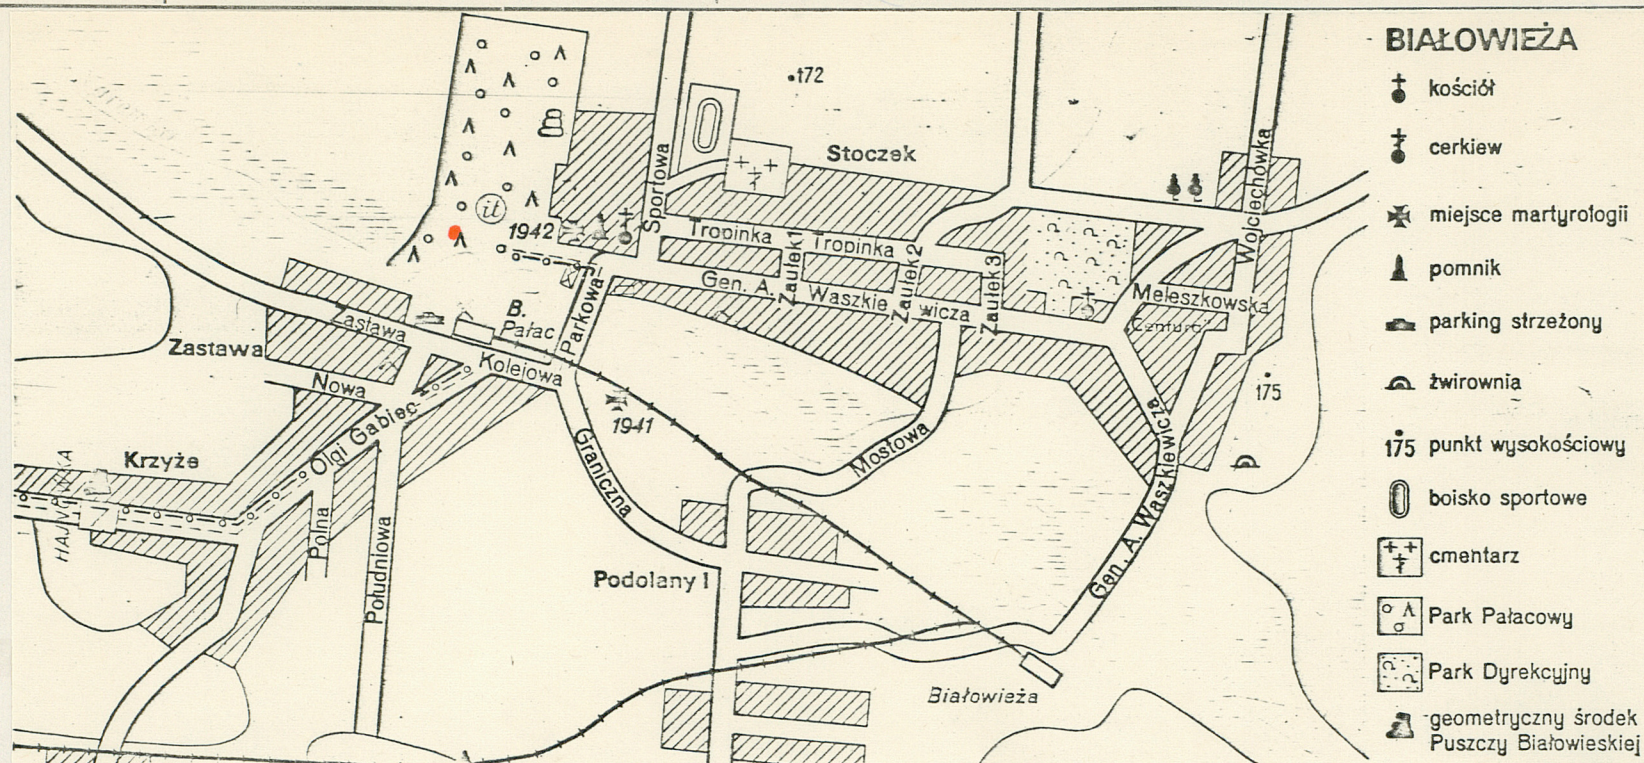 BIAŁOWIEŻA
kościół
cerkiew
miejsce martyrologii
pomnik
parking strzeżony
żwirownia
175 punkt wysokościowy
boisko sportowe
cmentarz
Park Pałacowy
Park Dyrekcyjny
geometryczny środek
Puszczy Białowieskiej
172
Stoczek
Sportowa
Wojciechówka
it
1942
Tropinka
Tropinka
Zaułek 1
Zaułek 2
Zaułek 3
Gen. A. Waszkiewicza
Meleszkowska
B.
Pałac
Parkowa
Zastawa
Zastawa
Kolejowa
Nowa
175
1941
Olgi Gabiec
Krzyże
HAJNÓWKA
Graniczna
Mostowa
Gen. A. Waszkiewicza
Polna
Południowa
Podolany I
Białowieża